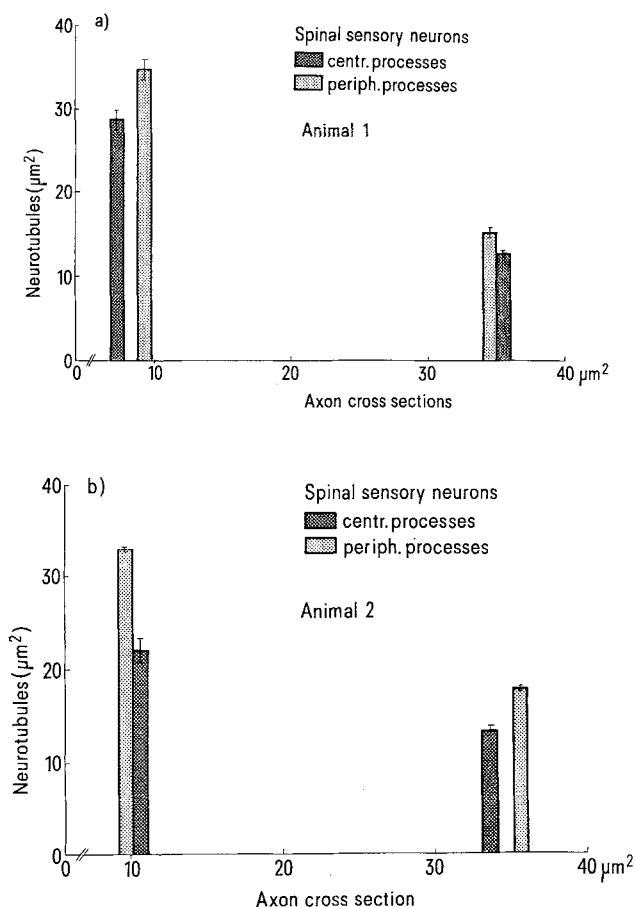 a)
Spinal sensory neurons
centr. processes
periph. processes
Animal 1
Neurotubules (µm²)
40
30
20
10
0
0 10 20 30 40 µm²
Axon cross sections
b)
Spinal sensory neurons
centr. processes
periph. processes
Animal 2
Neurotubules (µm²)
40
30
20
10
0
0 10 20 30 40 µm²
Axon cross section